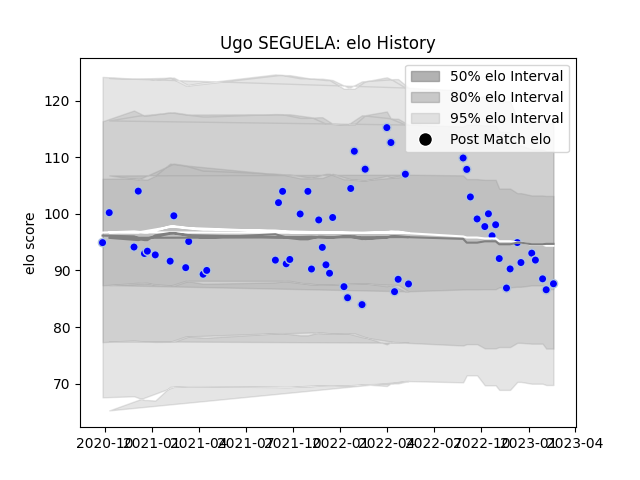 Ugo SEGUELA: elo History
50% elo Interval
80% elo Interval
95% elo Interval
Post Match elo
elo score
120
110
100
90
80
70
2020-10 2021-01 2021-04 2021-07 2021-10 2022-01 2022-04 2022-07 2022-10 2023-01 2023-04